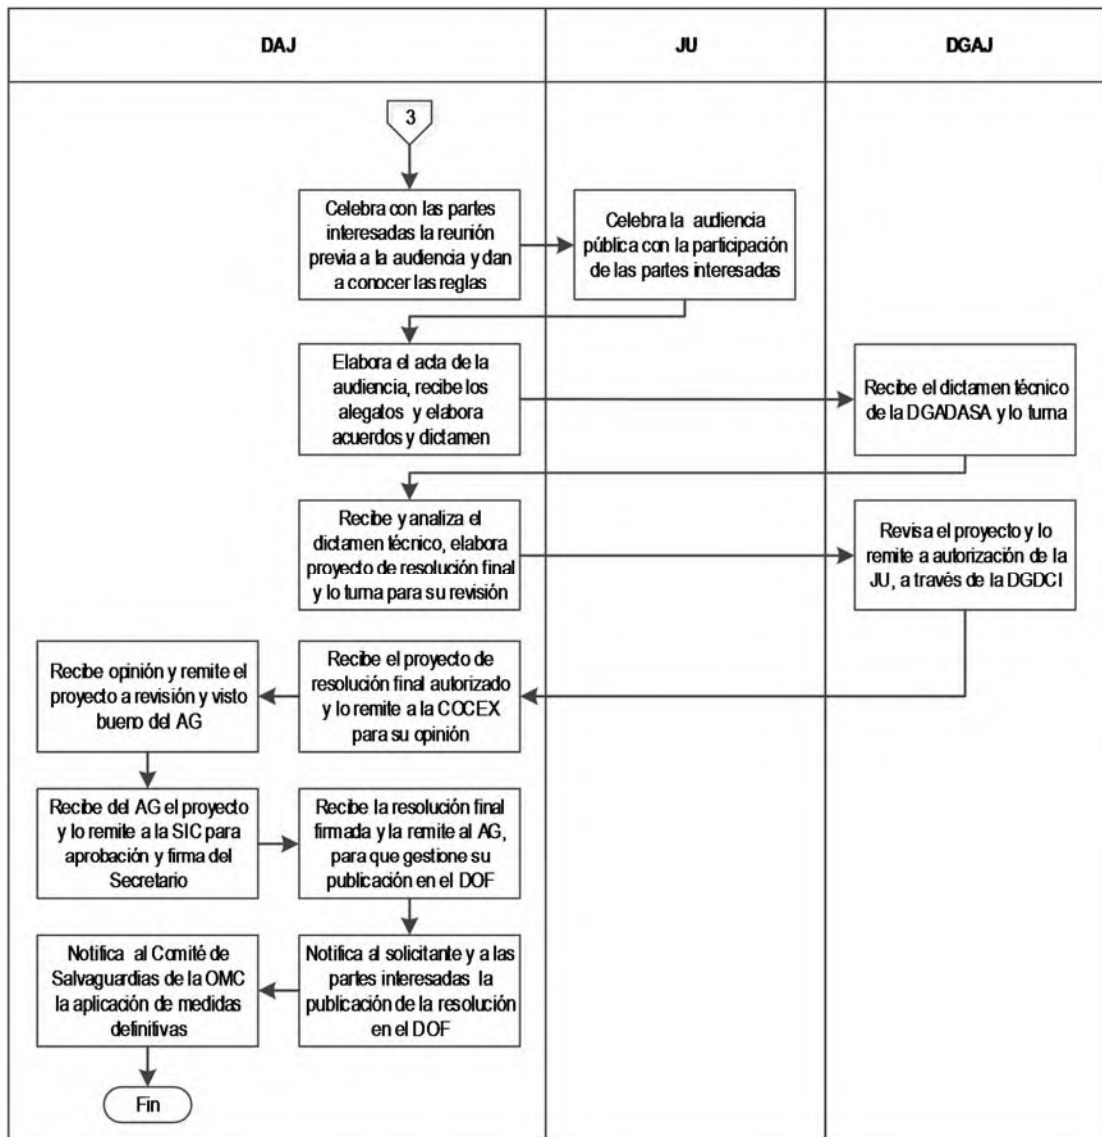 DAJ
JU
DGAJ
3
Celebra con las partes
interesadas la reunión
previa a la audiencia y dan
a conocer las reglas
Celebra la audiencia
pública con la participación
de las partes interesadas
Elabora el acta de la
audiencia, recibe los
alegatos y elabora
acuerdos y dictamen
Recibe el dictamen técnico
de la DGADASA y lo turna
Recibe y analiza el
dictamen técnico, elabora
proyecto de resolución final
y lo turna para su revisión
Revisa el proyecto y lo
remite a autorización de la
JU, a través de la DGDCI
Recibe el proyecto de
resolución final autorizado
y lo remite a la COCEX
para su opinión
Recibe opinión y remite el
proyecto a revisión y visto
bueno del AG
Recibe del AG el proyecto
y lo remite a la SIC para
aprobación y firma del
Secretario
Recibe la resolución final
firmada y la remite al AG,
para que gestione su
publicación en el DOF
Notifica al solicitante y a las
partes interesadas la
publicación de la resolución
en el DOF
Notifica al Comité de
Salvaguardias de la OMC
la aplicación de medidas
definitivas
Fin